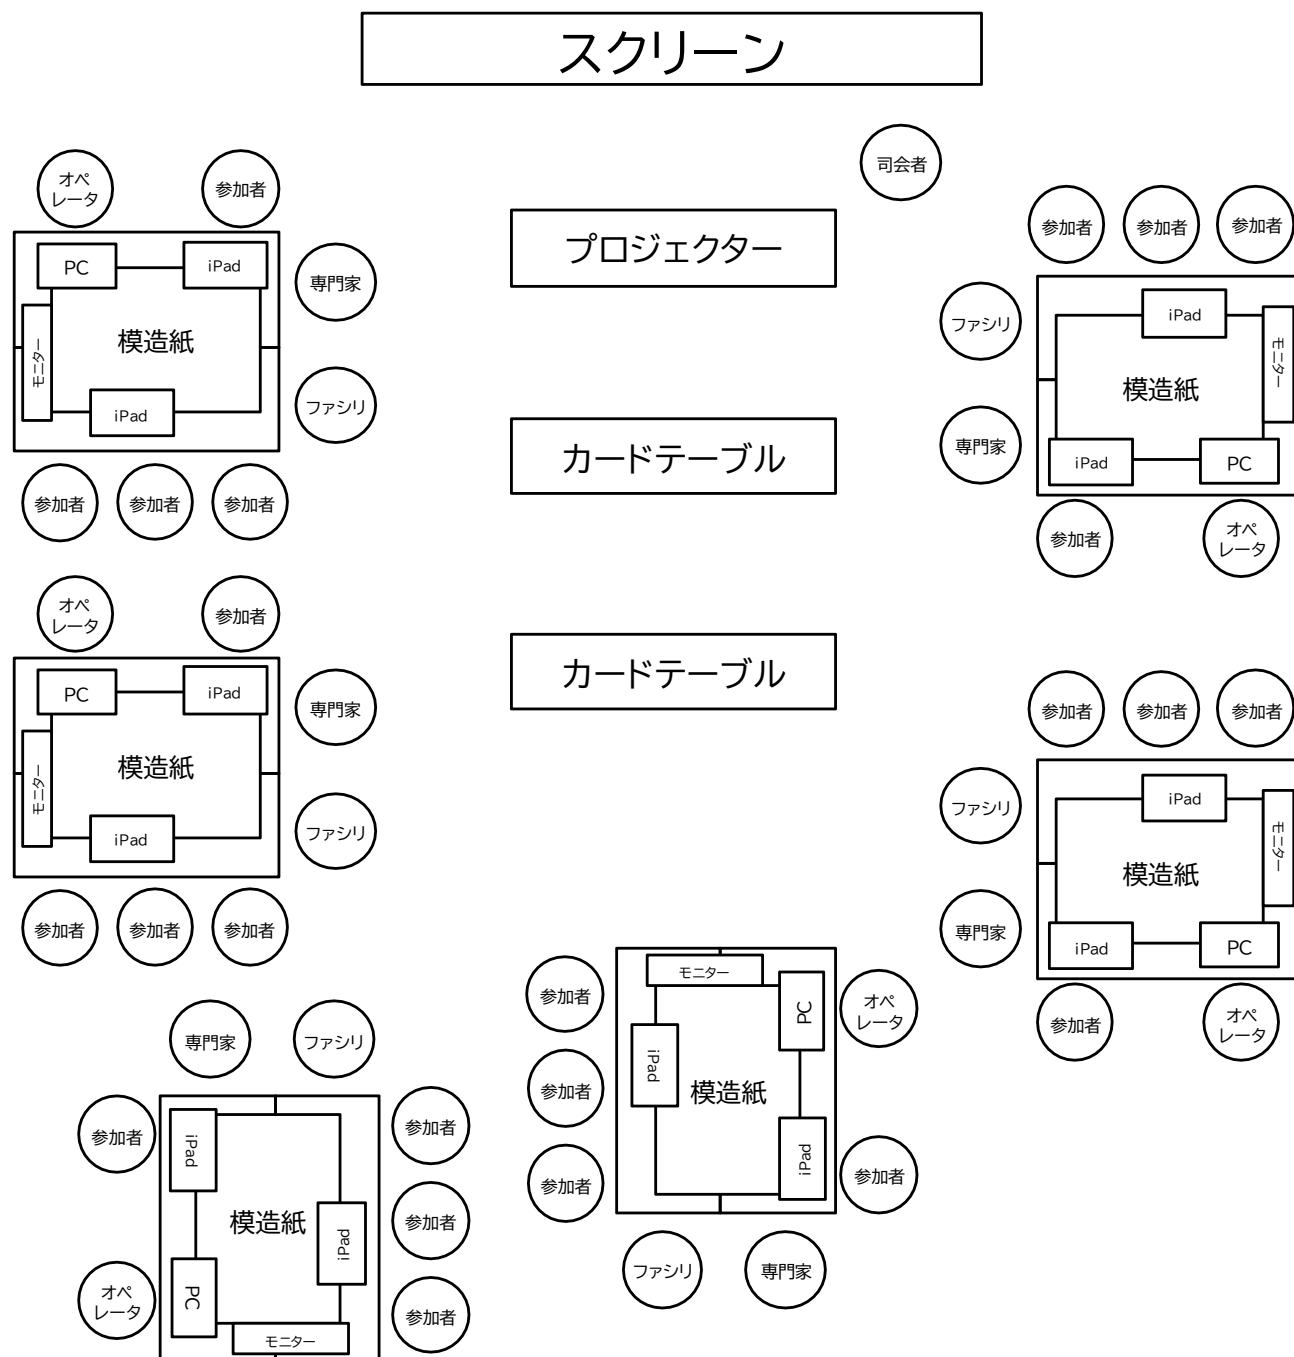 スクリーン
司会者
オペ
レータ
参加者
PC
iPad
専門家
模造紙
モニター
iPad
ファシリ
参加者
参加者
参加者
プロジェクター
カードテーブル
カードテーブル
参加者
参加者
参加者
ファシリ
iPad
モニター
模造紙
専門家
iPad
PC
参加者
オペ
レータ
オペ
レータ
参加者
PC
iPad
専門家
模造紙
モニター
iPad
ファシリ
参加者
参加者
参加者
参加者
参加者
参加者
ファシリ
iPad
モニター
模造紙
専門家
iPad
PC
参加者
オペ
レータ
専門家
ファシリ
参加者
iPad
参加者
模造紙
参加者
iPad
オペ
レータ
PC
参加者
モニター
参加者
モニター
PC
オペ
レータ
iPad
参加者
模造紙
参加者
iPad
参加者
ファシリ
専門家